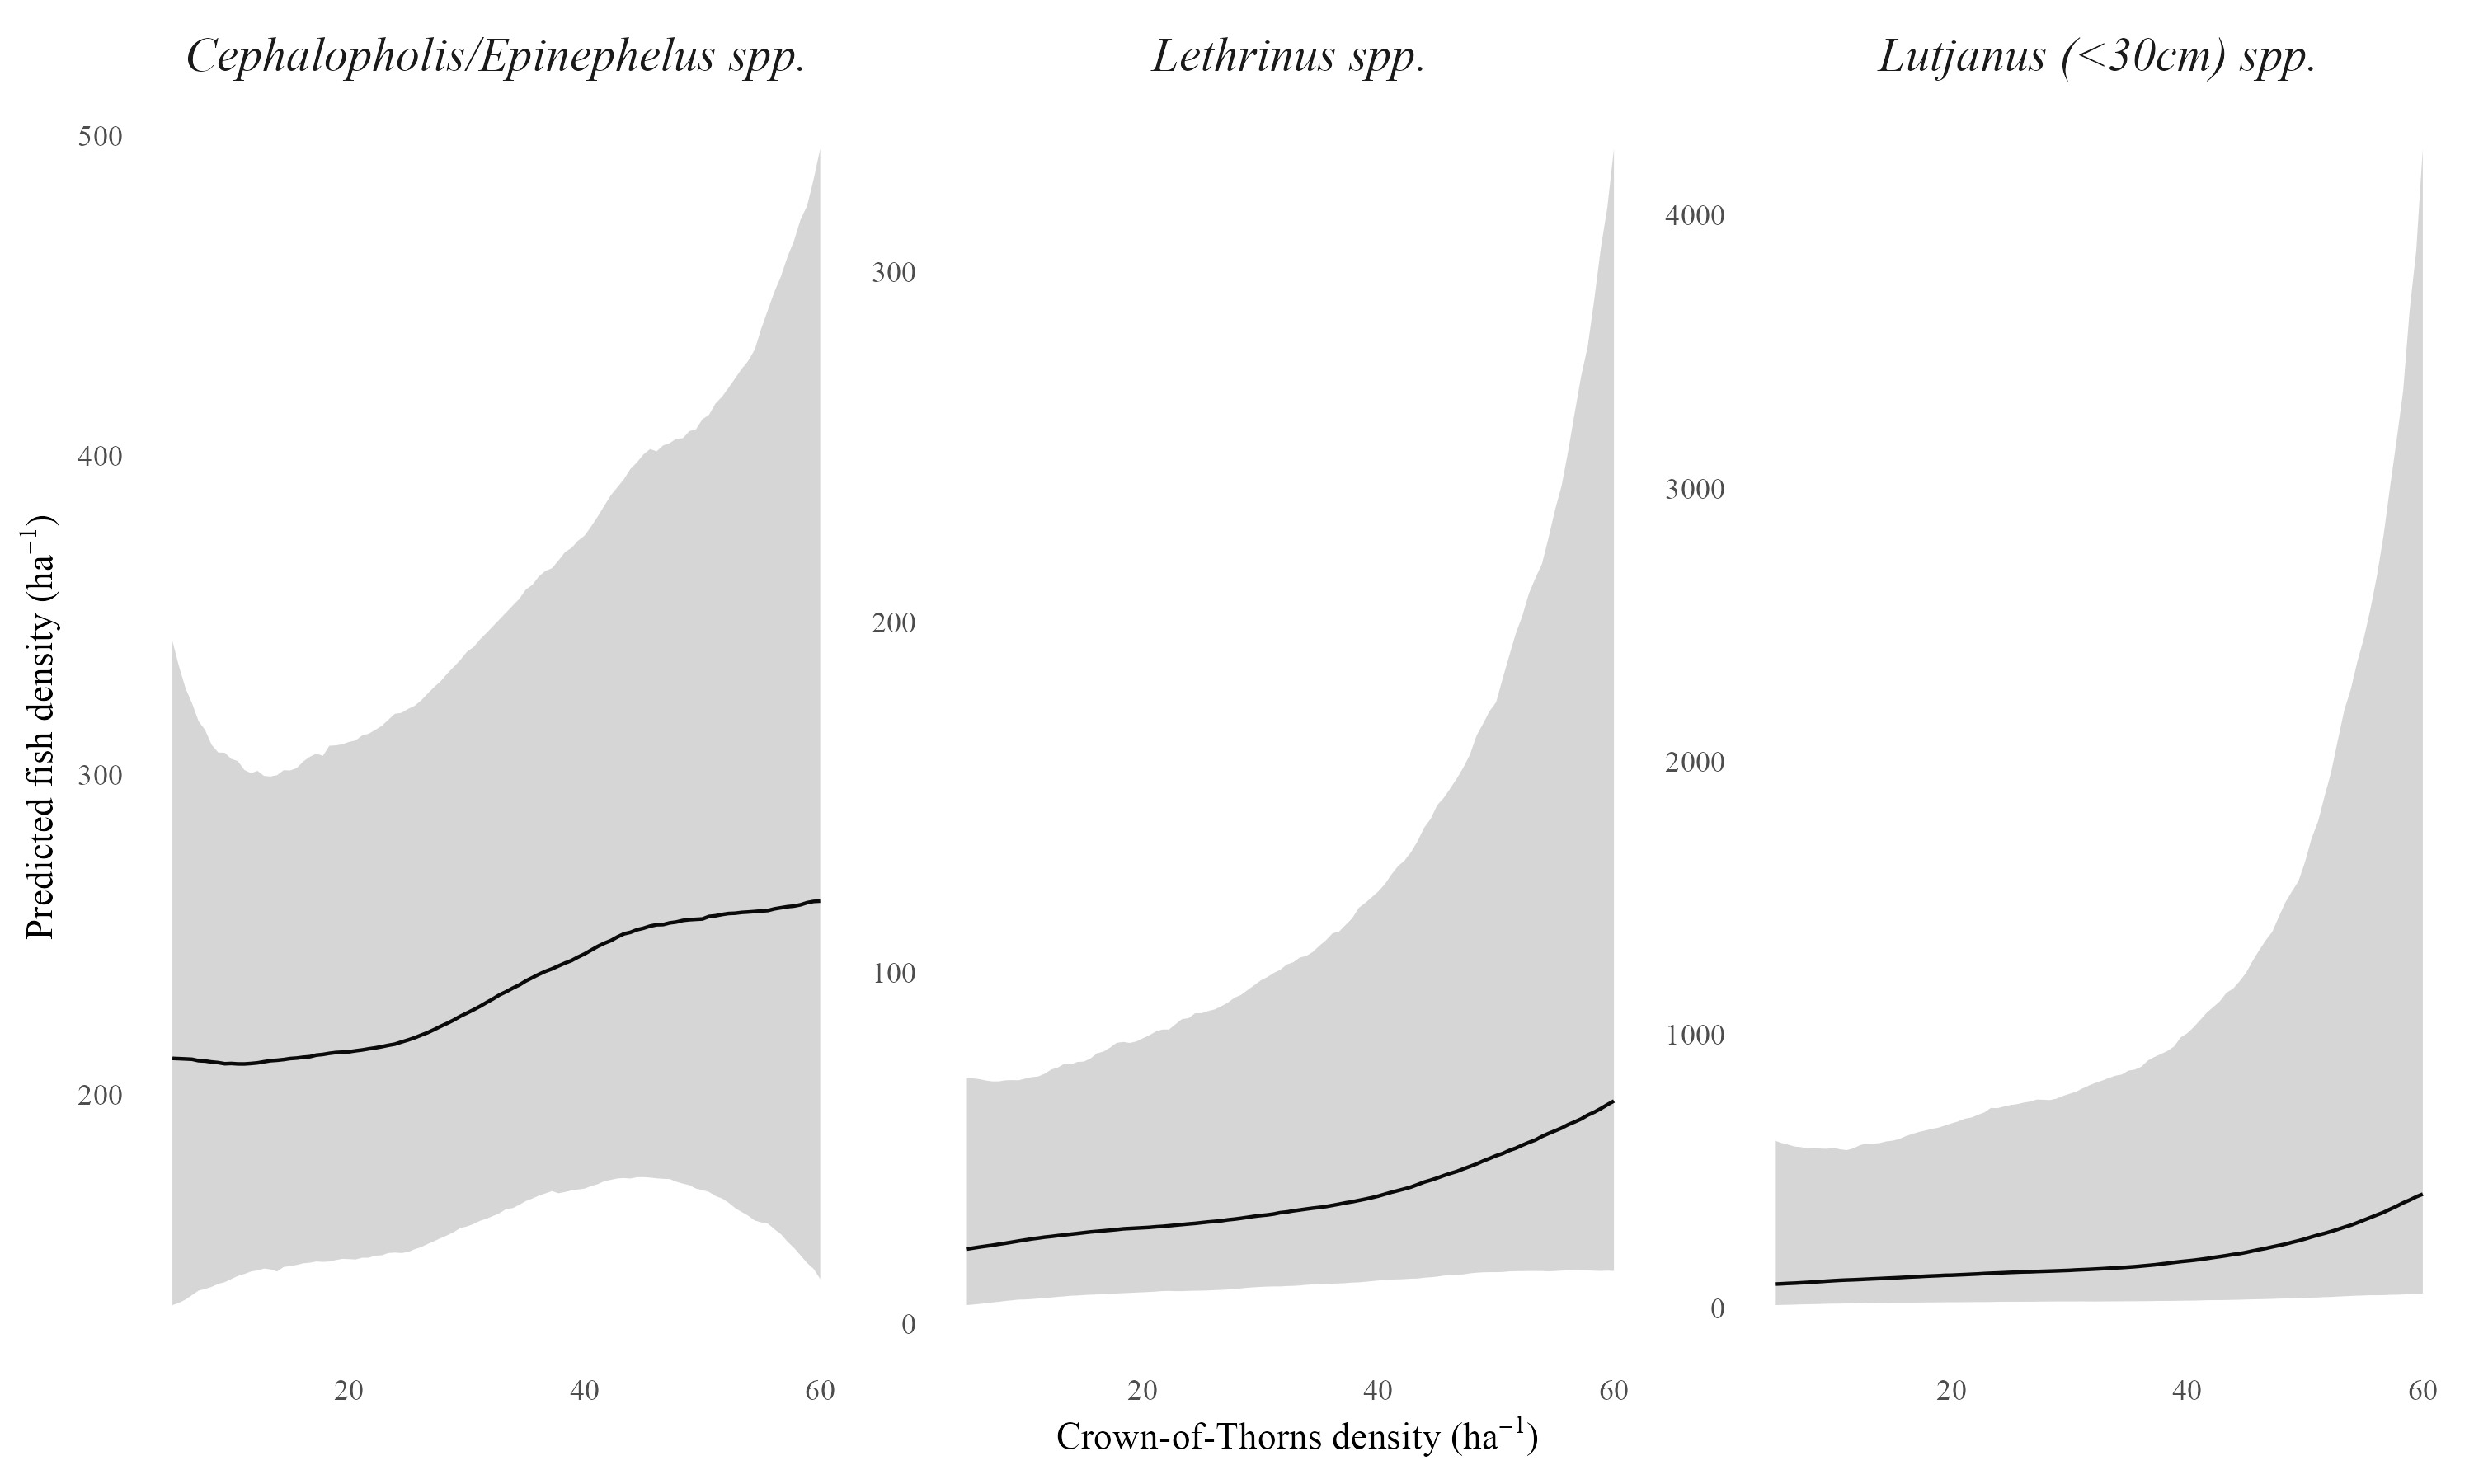 Cephalopholis/Epinephelus spp.
Lethrinus spp.
Lutjanus (<30cm) spp.
Predicted fish density (ha⁻¹)
500
400
300
200
300
200
100
0
4000
3000
2000
1000
0
20 40 60
20 40 60
20 40 60
Crown-of-Thorns density (ha⁻¹)